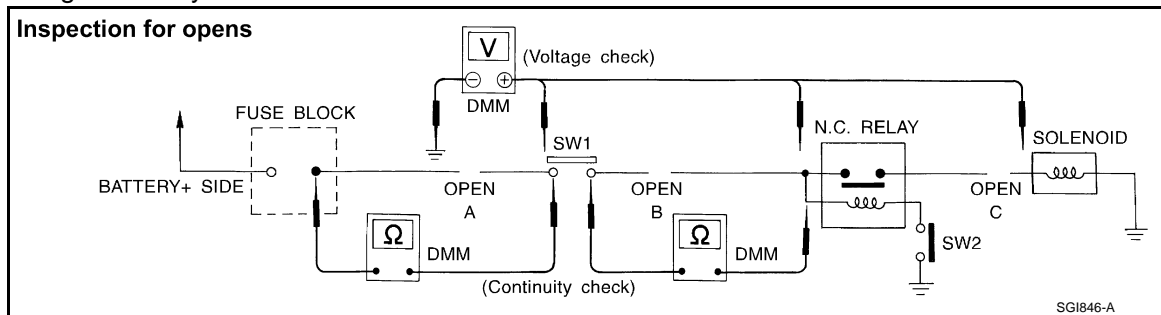 Inspection for opens
V
(Voltage check)
DMM
FUSE BLOCK
SW1
N.C. RELAY
SOLENOID
BATTERY+ SIDE
OPEN
A
OPEN
B
OPEN
C
Ω
DMM
Ω
DMM
SW2
(Continuity check)
SGI846-A